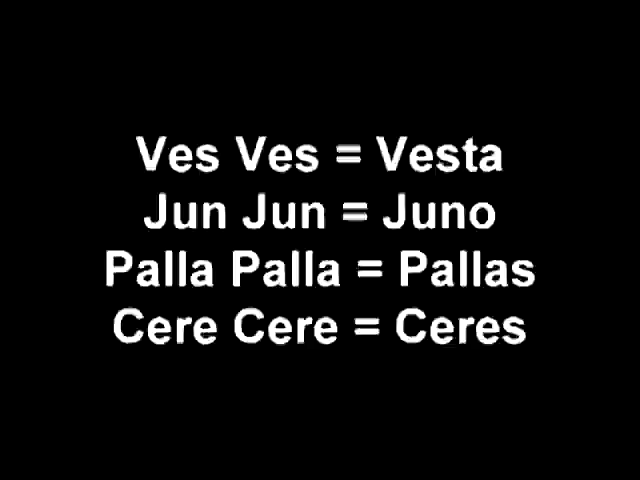 Ves Ves = Vesta
Jun Jun = Juno
Palla Palla = Pallas
Cere Cere = Ceres